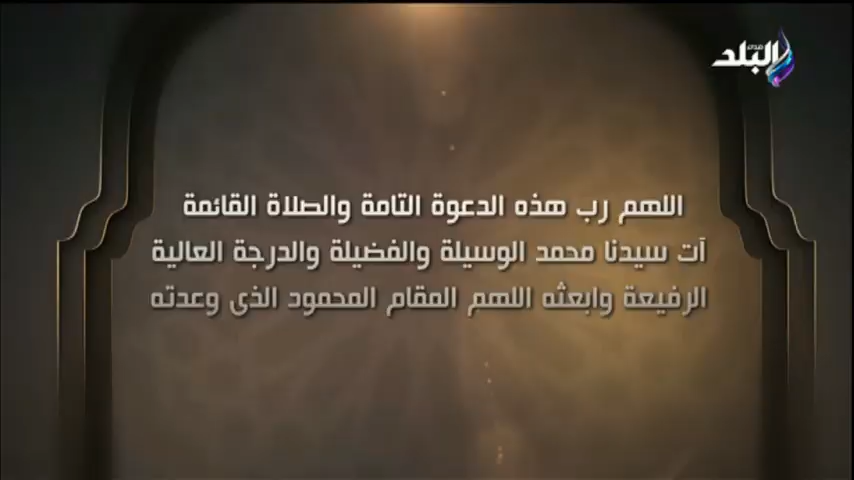 صدى
البلد
اللهم رب هذه الدعوة التامة والصلاة القائمة
آت سيدنا محمد الوسيلة والفضيلة والدرجة العالية
الرفيعة وابعثه اللهم المقام المحمود الذى وعدته